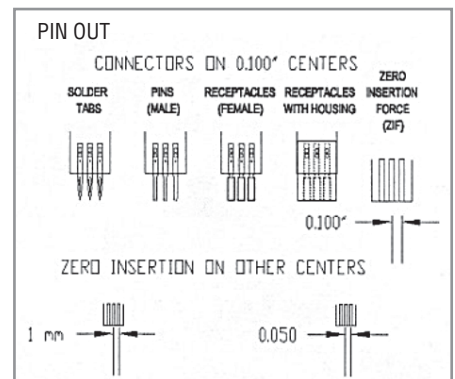 PIN OUT
CONNECTORS ON 0.100" CENTERS
SOLDER TABS
PINS (MALE)
RECEPTACLES (FEMALE)
RECEPTACLES WITH HOUSING
ZERO INSERTION FORCE (ZIF)
0.100"
ZERO INSERTION ON OTHER CENTERS
1 mm
0.050